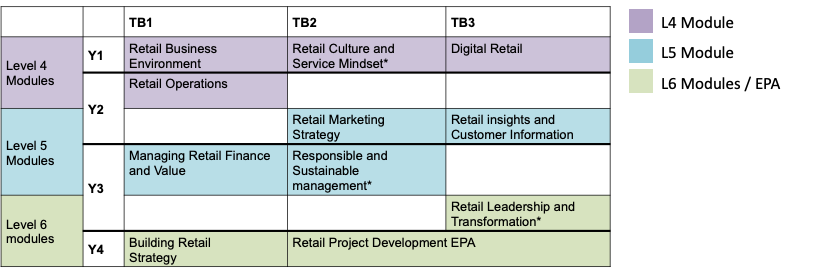 TB1 TB2 TB3
Level 4
Modules
Y1
Retail Business
Environment
Retail Culture and
Service Mindset*
Digital Retail
Y2
Retail Operations
Level 5
Modules
Retail Marketing
Strategy
Retail insights and
Customer Information
Y3
Managing Retail Finance
and Value
Responsible and
Sustainable
management*
Level 6
modules
Retail Leadership and
Transformation*
Y4
Building Retail
Strategy
Retail Project Development EPA
L4 Module
L5 Module
L6 Modules / EPA